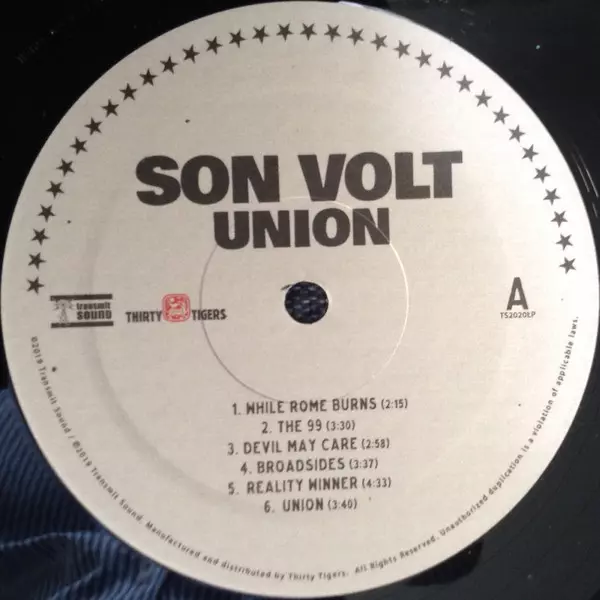 SON VOLT
UNION
transmit
SOUND
THIRTY TIGERS
A
TS2020LP
1. WHILE ROME BURNS (2:15)
2. THE 99 (3:30)
3. DEVIL MAY CARE (2:58)
4. BROADSIDES (3:37)
5. REALITY WINNER (4:33)
6. UNION (3:40)
©2019 Transmit Sound / ℗2019 Transmit Sound. Manufactured and distributed by Thirty Tigers. All Rights Reserved. Unauthorized duplication is a violation of applicable laws.